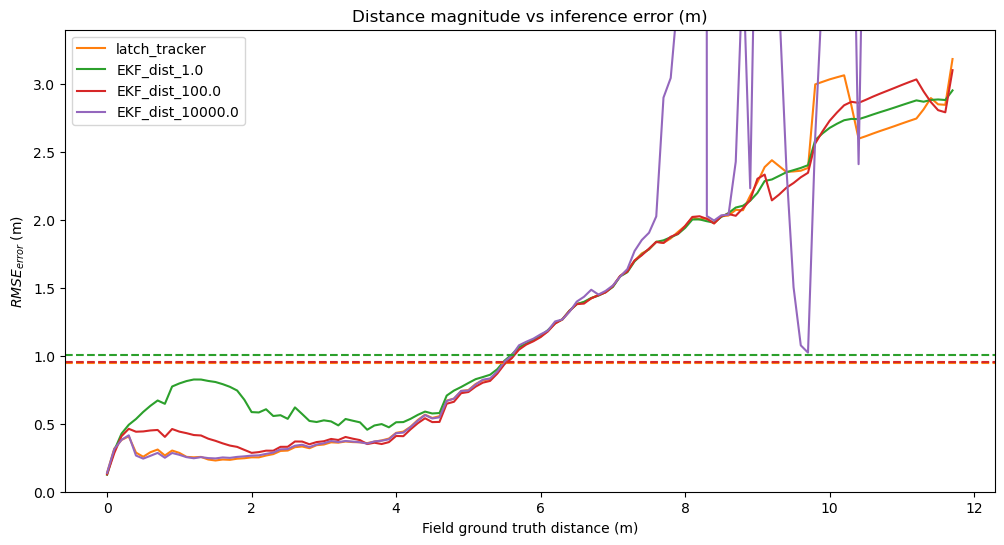 Distance magnitude vs inference error (m)
latch_tracker
EKF_dist_1.0
EKF_dist_100.0
EKF_dist_10000.0
RMSE_error (m)
3.0
2.5
2.0
1.5
1.0
0.5
0.0
0 2 4 6 8 10 12
Field ground truth distance (m)